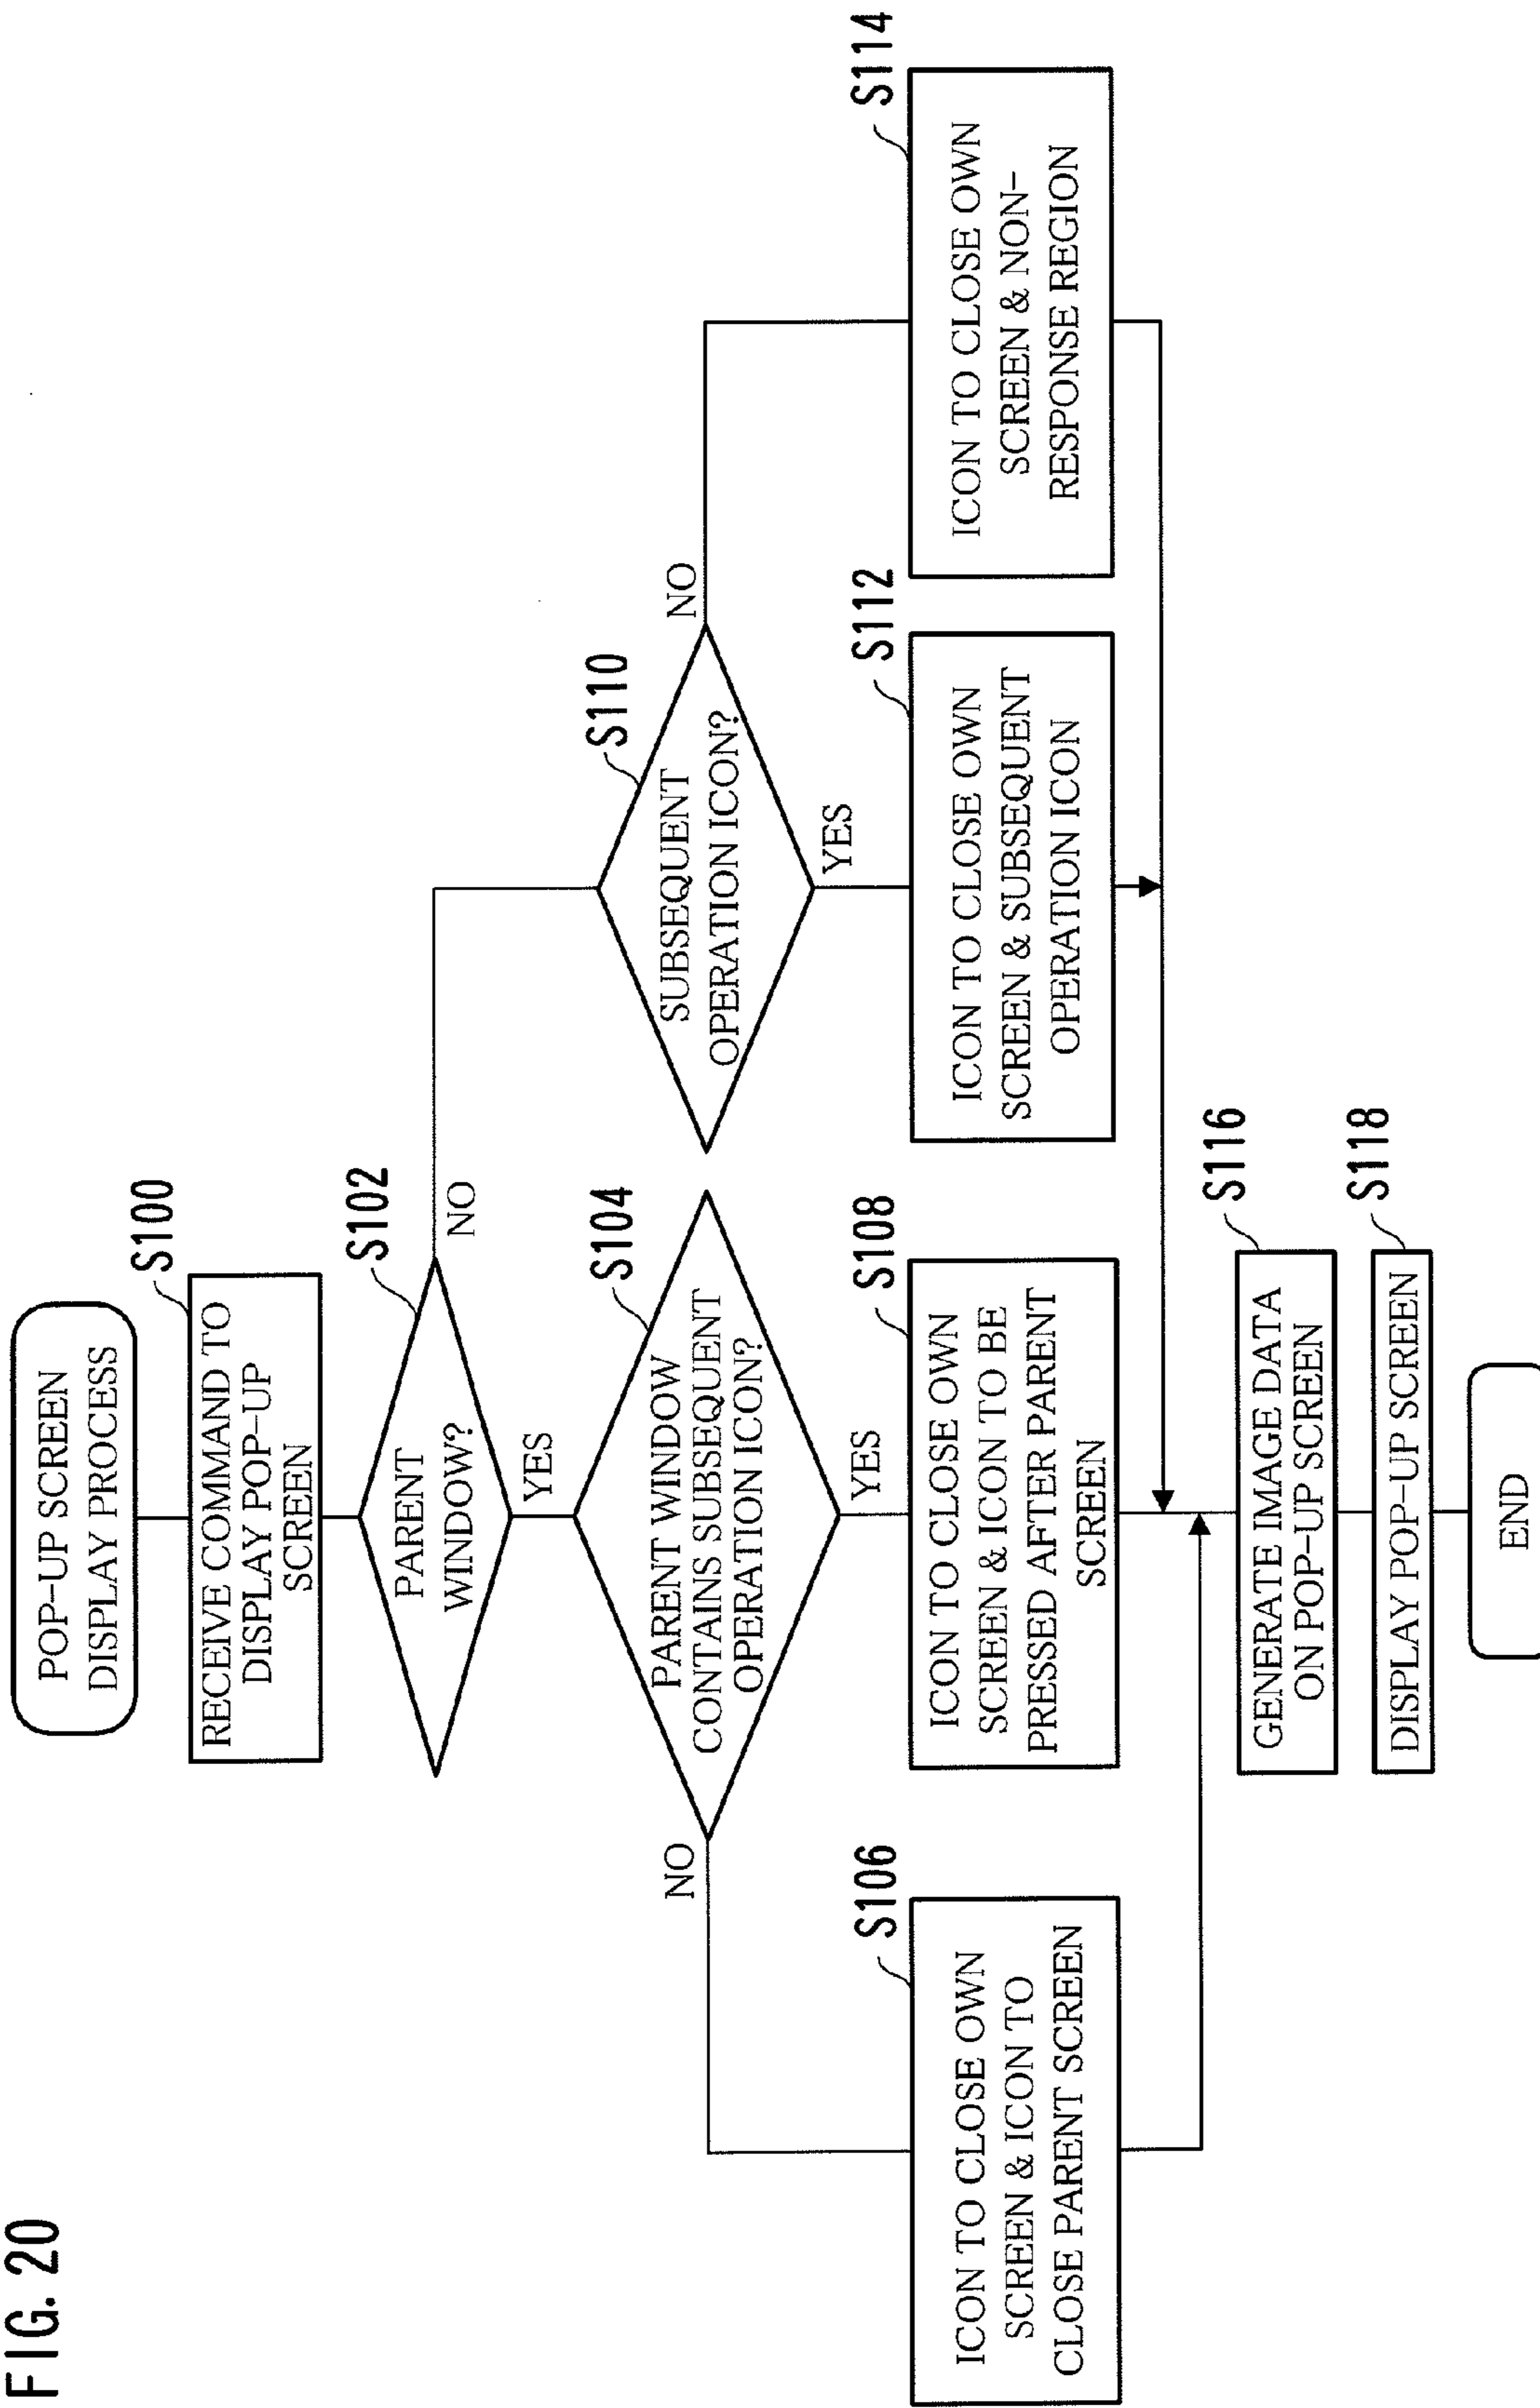 FIG. 20
POP-UP SCREEN
DISPLAY PROCESS
S100
RECEIVE COMMAND TO
DISPLAY POP-UP
SCREEN
S102
PARENT
WINDOW?
NO
YES
S104
PARENT WINDOW
CONTAINS SUBSEQUENT
OPERATION ICON?
NO
YES
S110
SUBSEQUENT
OPERATION ICON?
NO
YES
S106
ICON TO CLOSE OWN
SCREEN & ICON TO
CLOSE PARENT SCREEN
S108
ICON TO CLOSE OWN
SCREEN & ICON TO BE
PRESSED AFTER PARENT
SCREEN
S112
ICON TO CLOSE OWN
SCREEN & SUBSEQUENT
OPERATION ICON
S114
ICON TO CLOSE OWN
SCREEN & NON-
RESPONSE REGION
S116
GENERATE IMAGE DATA
ON POP-UP SCREEN
S118
DISPLAY POP-UP SCREEN
END